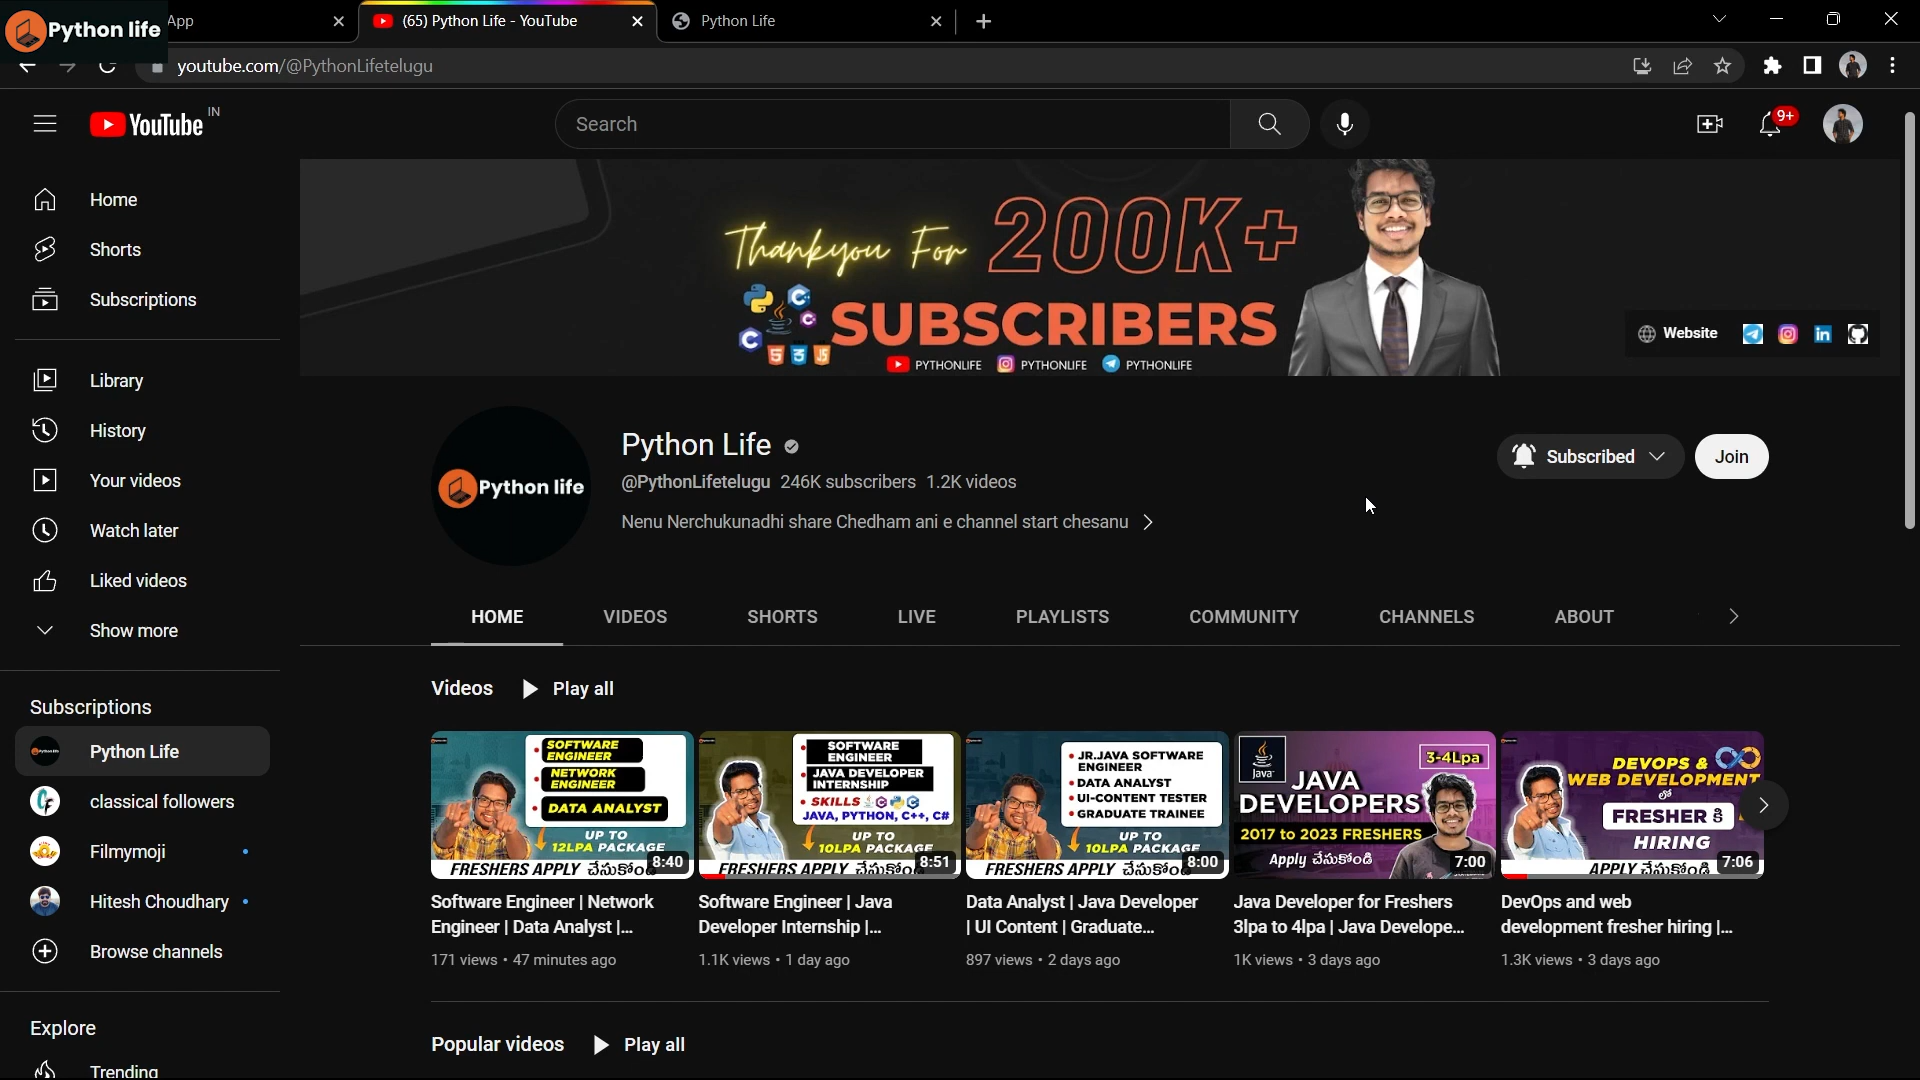 Python life
App
(65) Python Life - YouTube
Python Life
youtube.com/@PythonLifetelugu
YouTube IN
Search
9+
Home
Shorts
Subscriptions
Library
History
Your videos
Watch later
Liked videos
Show more
Subscriptions
Python Life
classical followers
Filmymoji
Hitesh Choudhary
Browse channels
Explore
Trending
Thankyou For 200K+
SUBSCRIBERS
PYTHONLIFE PYTHONLIFE PYTHONLIFE
Website
Python life
Python Life
@PythonLifetelugu 246K subscribers 1.2K videos
Nenu Nerchukunadhi share Chedham ani e channel start chesanu
Subscribed
Join
HOME VIDEOS SHORTS LIVE PLAYLISTS COMMUNITY CHANNELS ABOUT
Videos Play all
SOFTWARE
ENGINEER
NETWORK
ENGINEER
DATA ANALYST
UP TO
12LPA PACKAGE
FRESHERS APPLY
8:40
Software Engineer | Network
Engineer | Data Analyst |...
171 views • 47 minutes ago
SOFTWARE
ENGINEER
JAVA DEVELOPER
INTERNSHIP
SKILLS
JAVA, PYTHON, C++, C#
UP TO
10LPA PACKAGE
FRESHERS APPLY
8:51
Software Engineer | Java
Developer Internship |...
1.1K views • 1 day ago
JR.JAVA SOFTWARE
ENGINEER
DATA ANALYST
UI-CONTENT TESTER
GRADUATE TRAINEE
UP TO
10LPA PACKAGE
FRESHERS APPLY
8:00
Data Analyst | Java Developer
| UI Content | Graduate...
897 views • 2 days ago
Java
3-4Lpa
JAVA
DEVELOPERS
2017 to 2023 FRESHERS
Apply చేసుకోండి
7:00
Java Developer for Freshers
3lpa to 4lpa | Java Develope...
1K views • 3 days ago
DEVOPS &
WEB DEVELOPMENT
లో
FRESHER కి
HIRING
APPLY చేసుకోండి
7:06
DevOps and web
development fresher hiring |...
1.3K views • 3 days ago
Popular videos Play all